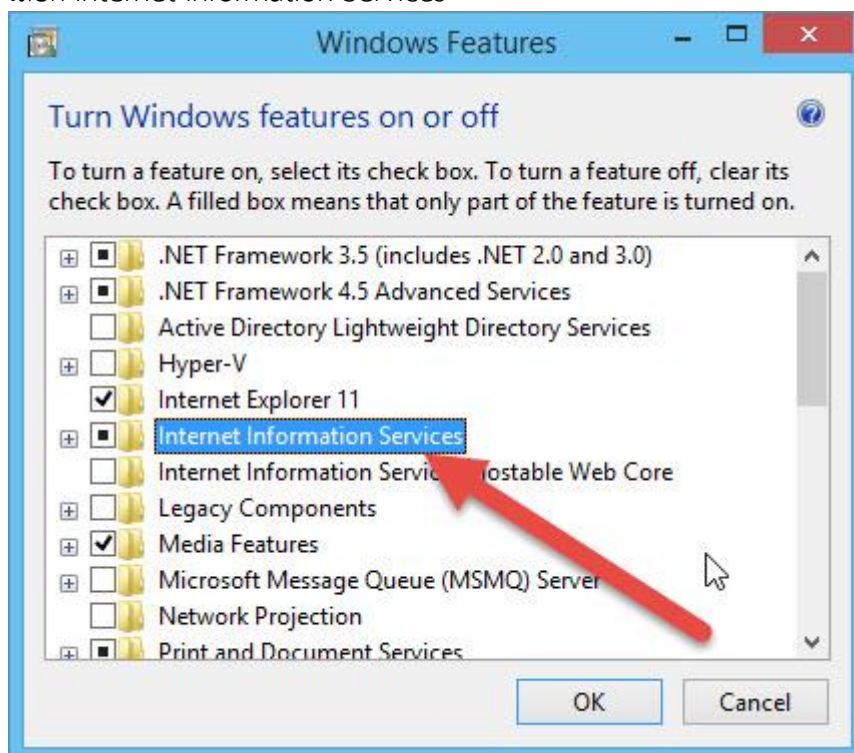 Internet Information Services
Windows Features
Turn Windows features on or off
To turn a feature on, select its check box. To turn a feature off, clear its
check box. A filled box means that only part of the feature is turned on.
.NET Framework 3.5 (includes .NET 2.0 and 3.0)
.NET Framework 4.5 Advanced Services
Active Directory Lightweight Directory Services
Hyper-V
Internet Explorer 11
Internet Information Services
Internet Information Hostable Web Core
Legacy Components
Media Features
Microsoft Message Queue (MSMQ) Server
Network Projection
Print and Document Services
OK
Cancel